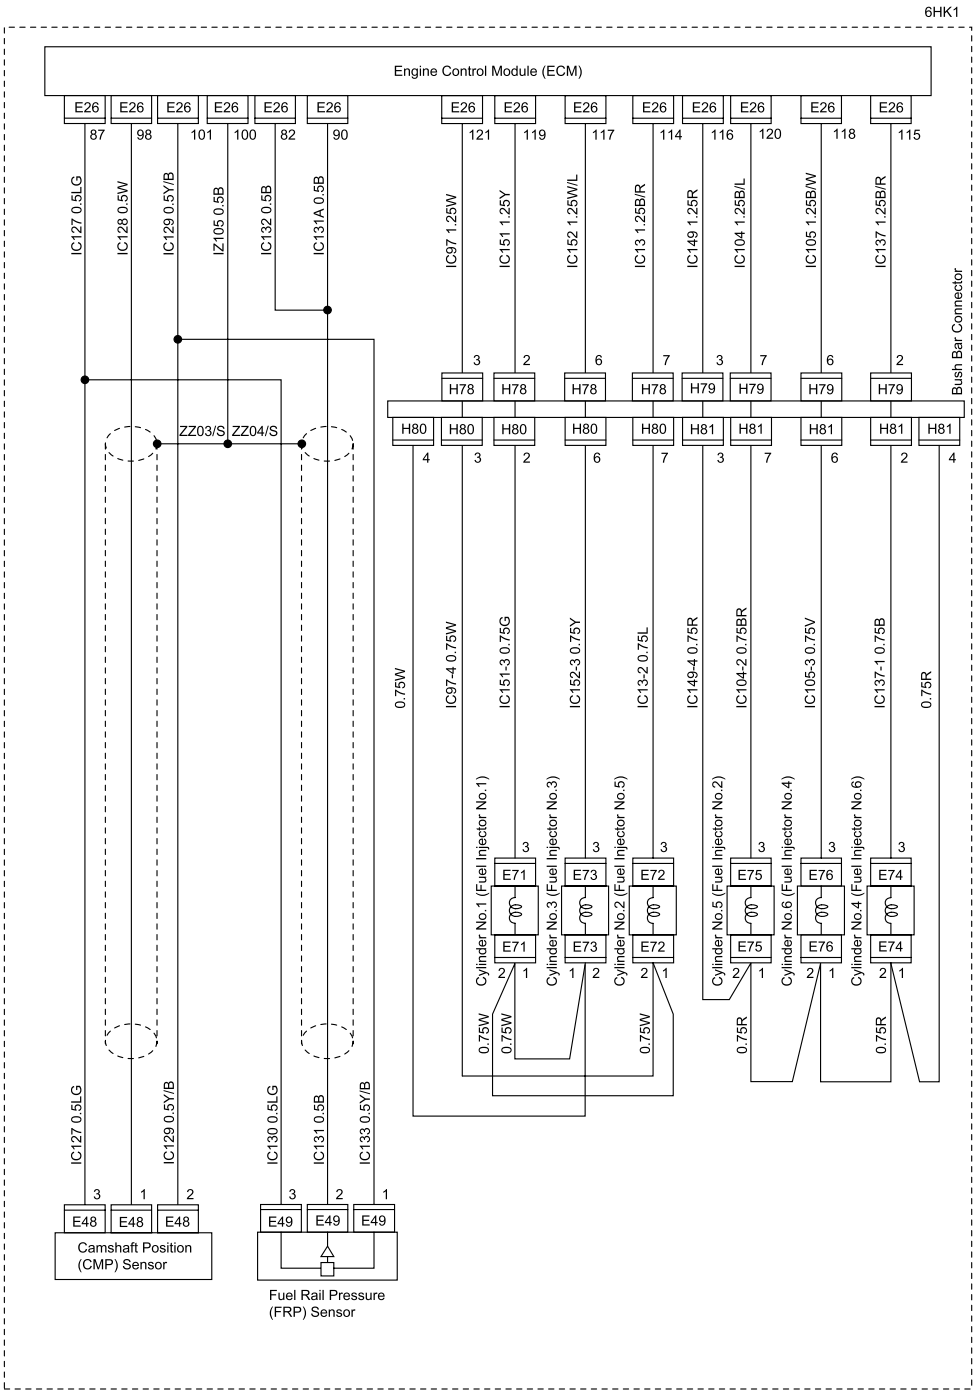 6HK1
Engine Control Module (ECM)
E26 E26 E26 E26 E26 E26 E26 E26 E26 E26 E26 E26 E26 E26
87 98 101 100 82 90 121 119 117 114 116 120 118 115
IC127 0.5LG
IC128 0.5W
IC129 0.5Y/B
IZ105 0.5B
IC132 0.5B
IC131A 0.5B
IC97 1.25W
IC151 1.25Y
IC152 1.25W/L
IC13 1.25B/R
IC149 1.25R
IC104 1.25B/L
IC105 1.25B/W
IC137 1.25B/R
Bush Bar Connector
3 2 6 7 3 7 6 2
H78 H78 H78 H78 H79 H79 H79 H79
H80 H80 H80 H80 H80 H81 H81 H81 H81 H81
4 3 2 6 7 3 7 6 2 4
ZZ03/S ZZ04/S
0.75W
IC97-4 0.75W
IC151-3 0.75G
IC152-3 0.75Y
IC13-2 0.75L
IC149-4 0.75R
IC104-2 0.75BR
IC105-3 0.75V
IC137-1 0.75B
0.75R
Cylinder No.1 (Fuel Injector No.1)
Cylinder No.3 (Fuel Injector No.3)
Cylinder No.2 (Fuel Injector No.5)
Cylinder No.5 (Fuel Injector No.2)
Cylinder No.6 (Fuel Injector No.4)
Cylinder No.4 (Fuel Injector No.6)
3 3 3 3 3 3
E71 E73 E72 E75 E76 E74
E71 E73 E72 E75 E76 E74
2 1 1 2 2 1 2 1 2 1 2 1
0.75W
0.75W
0.75W
0.75R
0.75R
IC127 0.5LG
IC129 0.5Y/B
IC130 0.5LG
IC131 0.5B
IC133 0.5Y/B
3 1 2 3 2 1
E48 E48 E48 E49 E49 E49
Camshaft Position
(CMP) Sensor
Fuel Rail Pressure
(FRP) Sensor